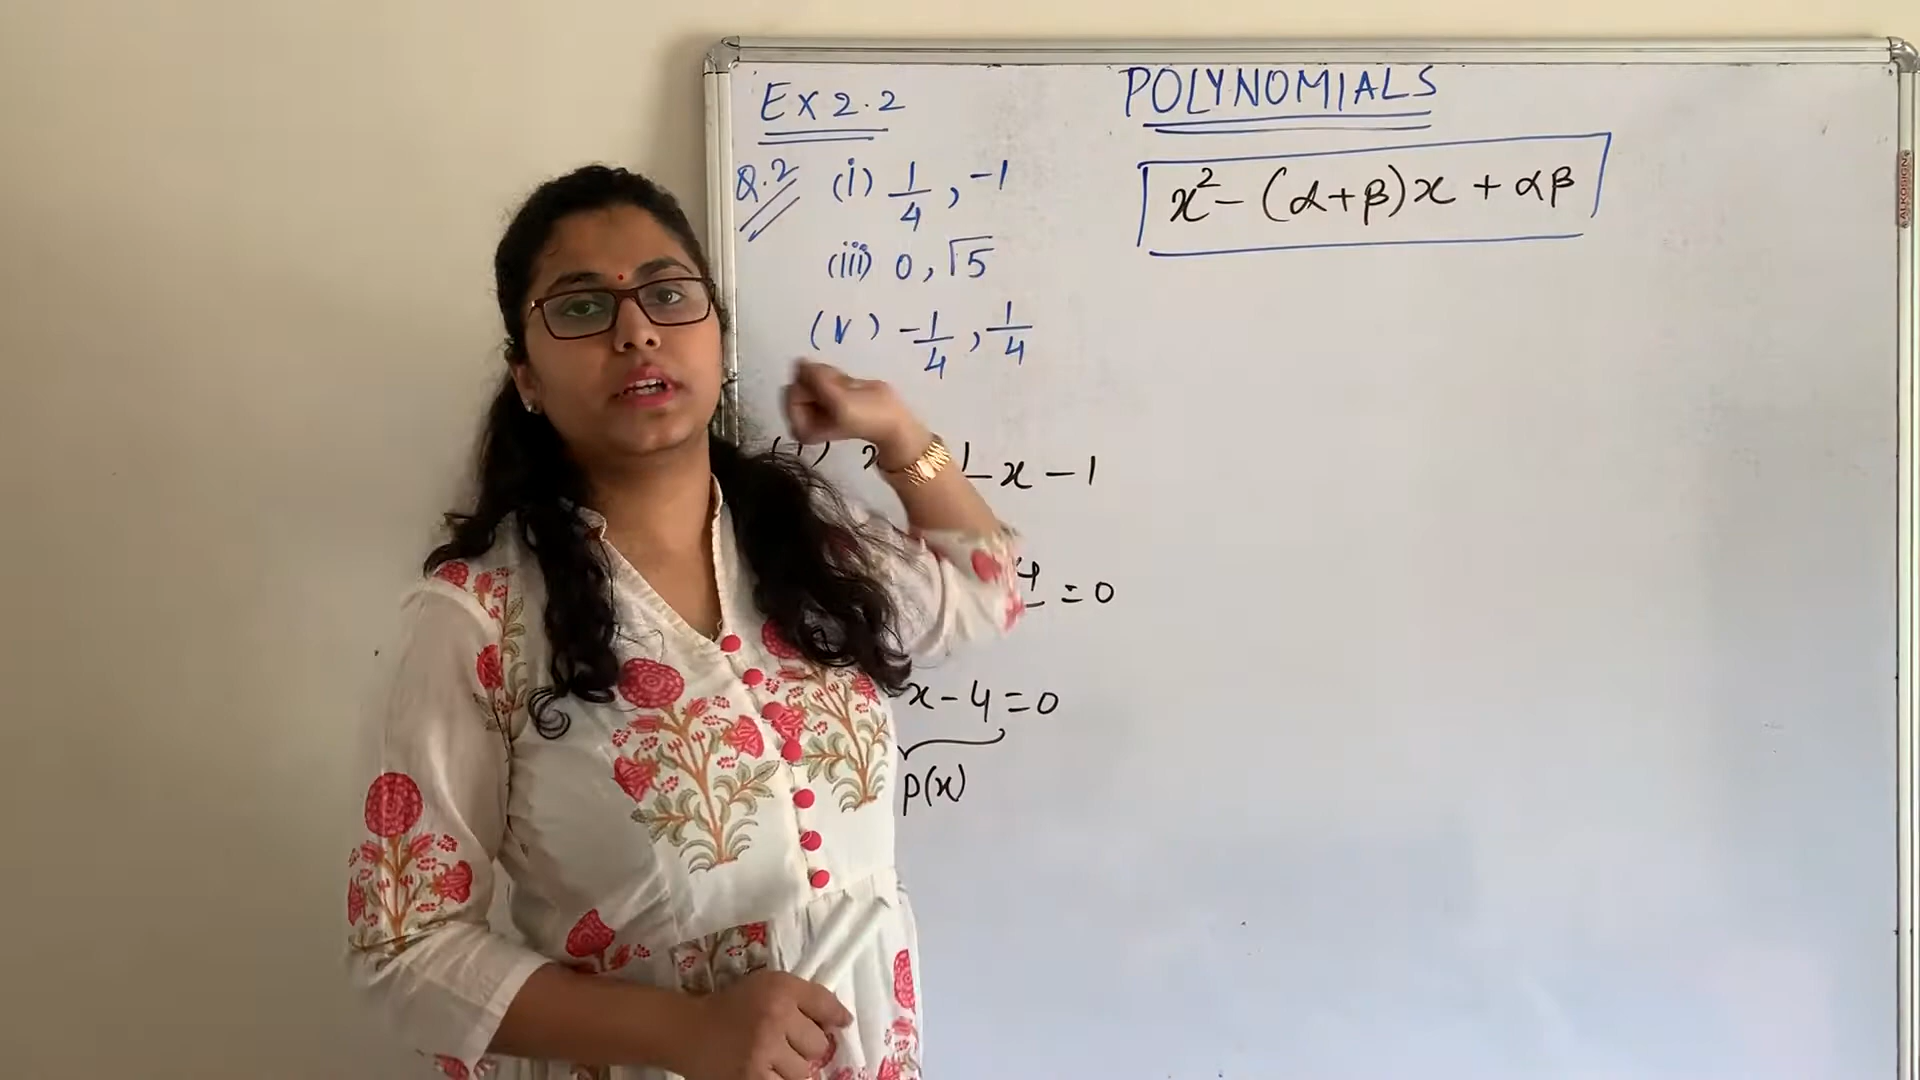 Ex 2.2
POLYNOMIALS
Q.2 (i) 1/4, -1
x² - (α+β)x + αβ
(iii) 0, √5
(V) -1/4, 1/4
x - 1
= 0
x - 4 = 0
p(x)